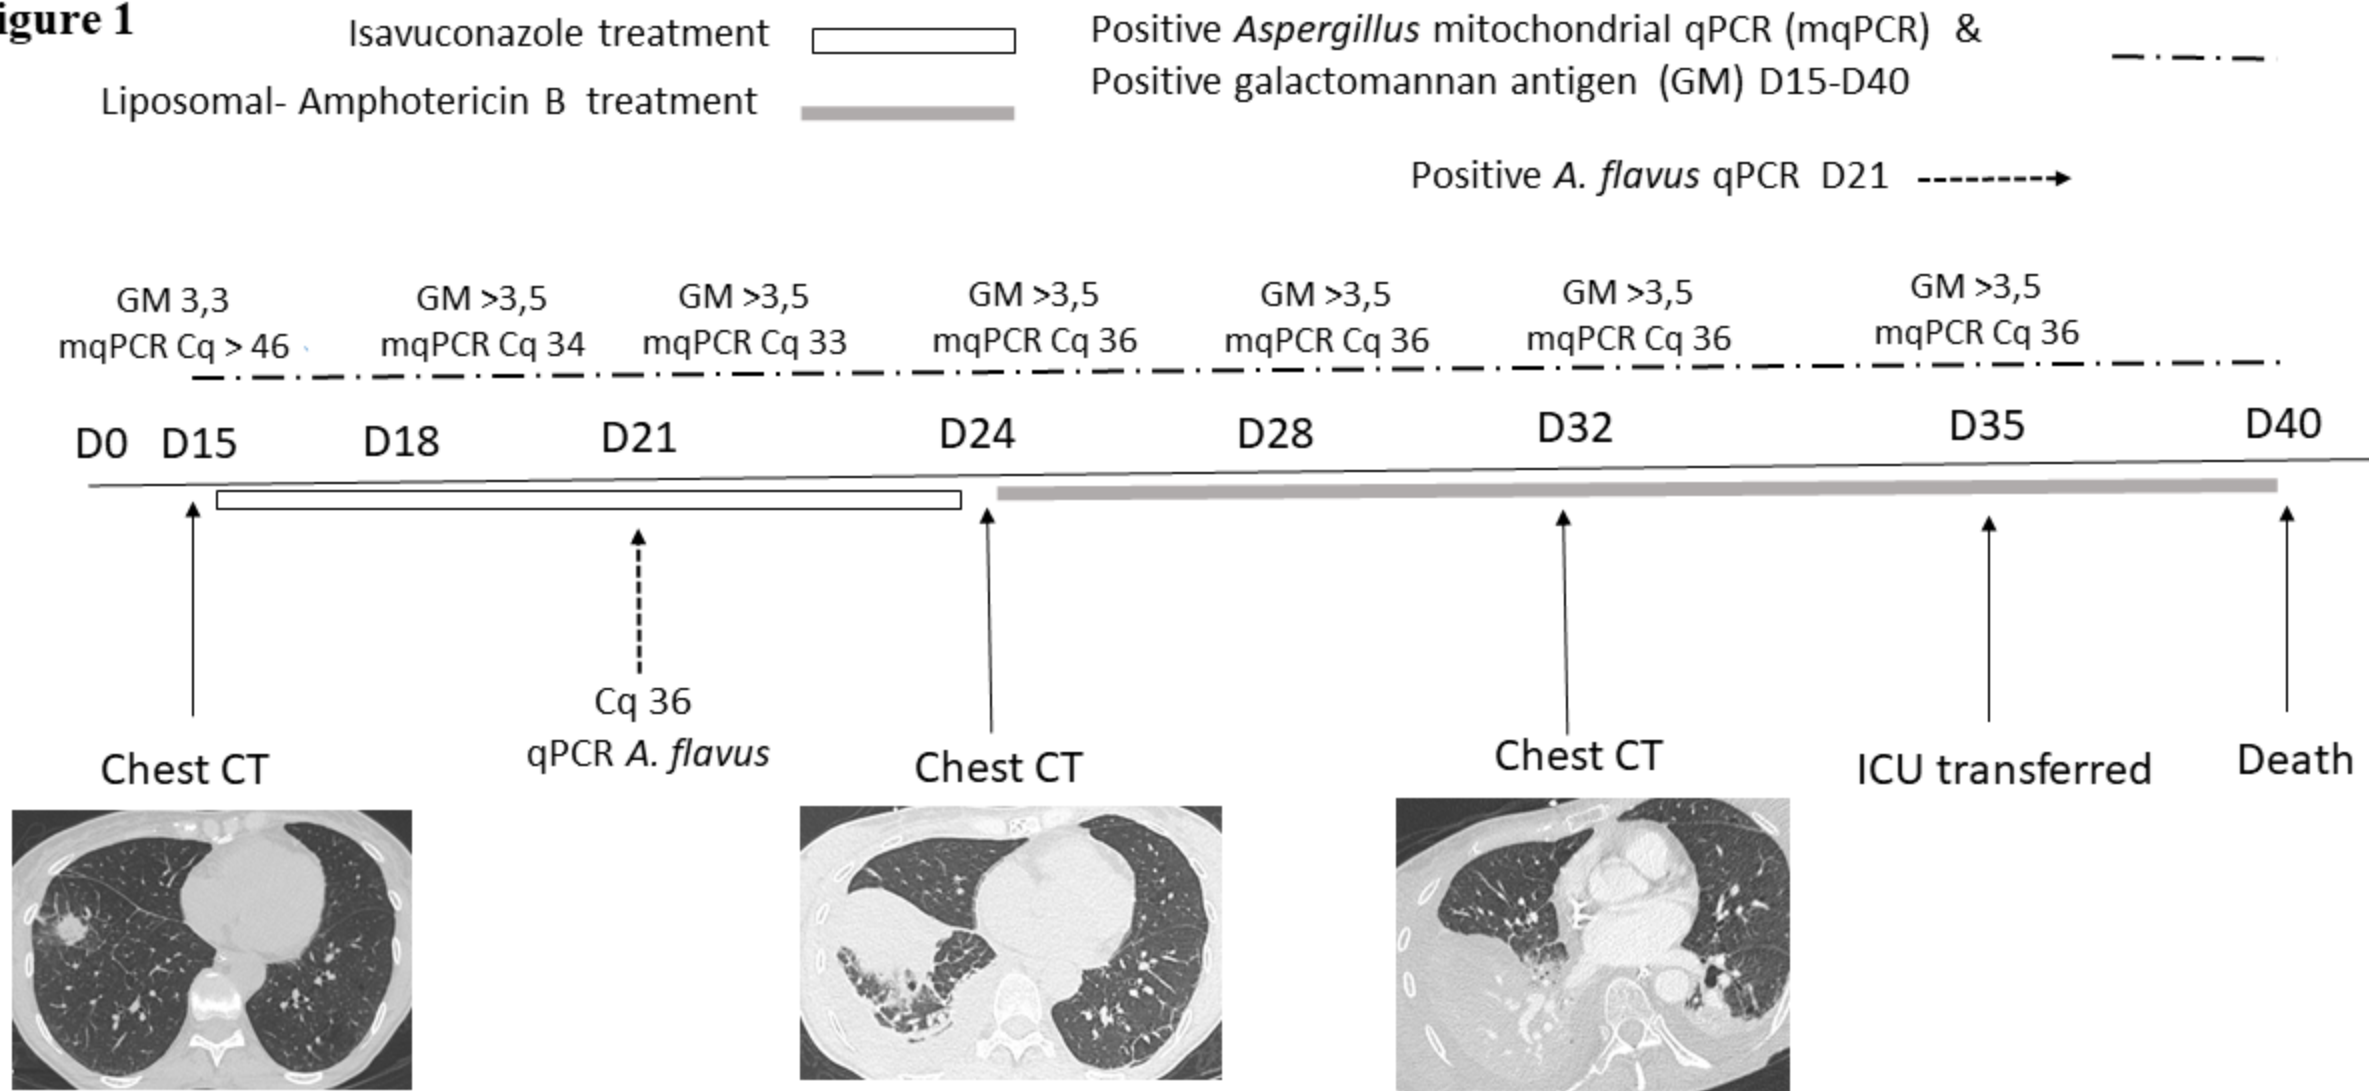 igure 1
Isavuconazole treatment
Liposomal- Amphotericin B treatment
Positive Aspergillus mitochondrial qPCR (mqPCR) &
Positive galactomannan antigen (GM) D15-D40
Positive A. flavus qPCR D21
GM 3,3
mqPCR Cq > 46
GM >3,5
mqPCR Cq 34
GM >3,5
mqPCR Cq 33
GM >3,5
mqPCR Cq 36
GM >3,5
mqPCR Cq 36
GM >3,5
mqPCR Cq 36
GM >3,5
mqPCR Cq 36
D0 D15 D18 D21 D24 D28 D32 D35 D40
Cq 36
qPCR A. flavus
Chest CT
Chest CT
Chest CT
ICU transferred
Death